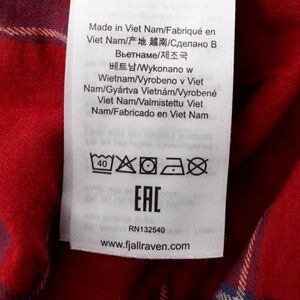 Made in Viet Nam/Fabriqué en
Viet Nam/产地 越南/Сделано В
Вьетнаме/제조국
베트남/Wykonano w
Wietnam/Vyrobeno v Viet
Nam/Gyártva Vietnám/Vyrobené
Viet Nam/Valmistettu Viet
Nam/Fabricado en Viet Nam
40
EAC
RN132540
www.fjallraven.com